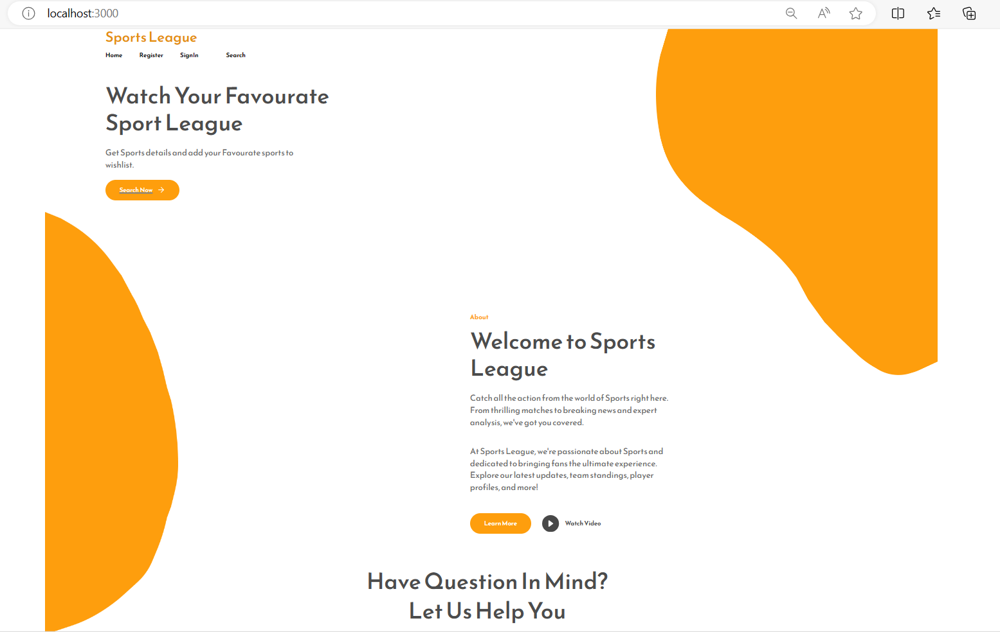 localhost:3000
Sports League
Home Register SignIn Search
Watch Your Favourate
Sport League
Get Sports details and add your Favourate sports to
wishlist.
Search Now
About
Welcome to Sports
League
Catch all the action from the world of Sports right here.
From thrilling matches to breaking news and expert
analysis, we've got you covered.
At Sports League, we're passionate about Sports and
dedicated to bringing fans the ultimate experience.
Explore our latest updates, team standings, player
profiles, and more!
Learn More Watch Video
Have Question In Mind?
Let Us Help You